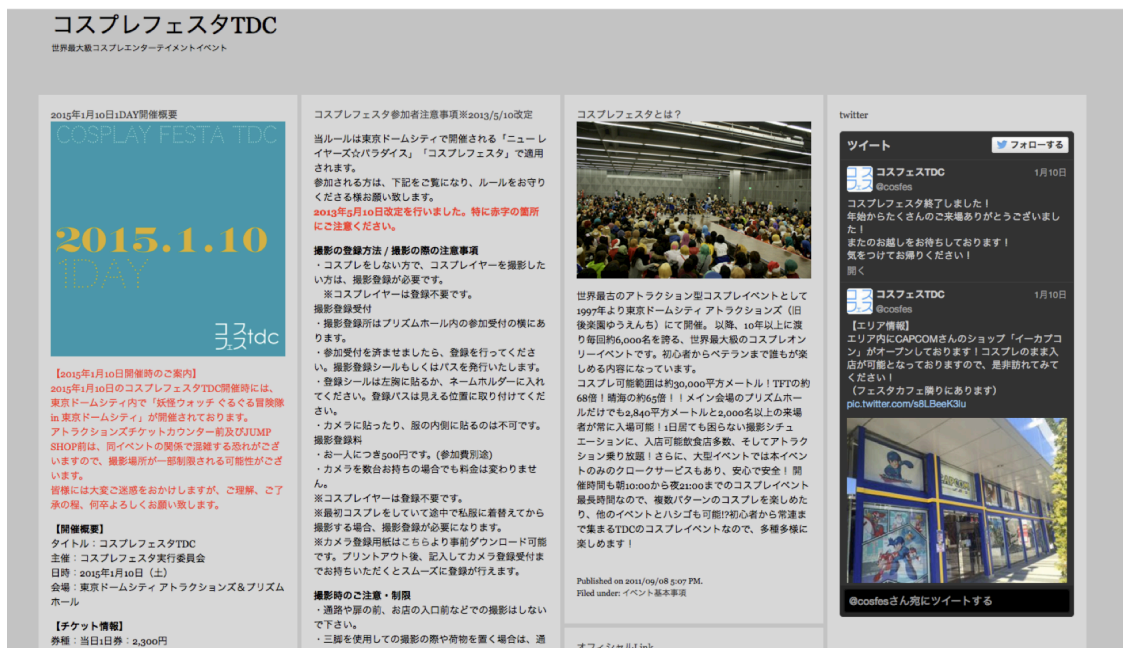 コスプレフェスタTDC
世界最大級コスプレエンターテイメントイベント
2015年1月10日1DAY開催概要
COSPLAY FESTA TDC
2015.1.10
1DAY
コスフェスtdc
【2015年1月10日開催時のご案内】
2015年1月10日のコスプレフェスタTDC開催時には、
東京ドームシティ内で「妖怪ウォッチ ぐるぐる冒険隊
in 東京ドームシティ」が開催されております。
アトラクションズチケットカウンター前及びJUMP
SHOP前は、同イベントの関係で混雑する恐れがござ
いますので、撮影場所が一部制限される可能性がござ
います。
皆様には大変ご迷惑をおかけしますが、ご理解、ご了
承の程、何卒よろしくお願い致します。
【開催概要】
タイトル：コスプレフェスタTDC
主催：コスプレフェスタ実行委員会
日時：2015年1月10日（土）
会場：東京ドームシティ アトラクションズ＆プリズム
ホール
【チケット情報】
券種：当日1日券：2,300円
コスプレフェスタ参加者注意事項※2013/5/10改定
当ルールは東京ドームシティで開催される「ニューレ
イヤーズ☆パラダイス」「コスプレフェスタ」で適用
されます。
参加される方は、下記をご覧になり、ルールをお守り
くださる様お願い致します。
2013年5月10日改定を行いました。特に赤字の箇所
にご注意ください。
撮影の登録方法 / 撮影の際の注意事項
・コスプレをしない方で、コスプレイヤーを撮影した
い方は、撮影登録が必要です。
※コスプレイヤーは登録不要です。
撮影登録受付
・撮影登録所はプリズムホール内の参加受付の横にあ
ります。
・参加受付を済ませましたら、登録を行ってくださ
い。撮影登録シールもしくはパスを発行いたします。
・登録シールは左胸に貼るか、ネームホルダーに入れ
てください。登録パスは見える位置に取り付けてくだ
さい。
・カメラに貼ったり、服の内側に貼るのは不可です。
撮影登録料
・お一人につき500円です。(参加費別途)
・カメラを数台お持ちの場合でも料金は変わりませ
ん。
※コスプレイヤーは登録不要です。
※最初コスプレをしていて途中で私服に着替えてから
撮影する場合、撮影登録が必要になります。
※カメラ登録用紙はこちらより事前ダウンロード可能
です。プリントアウト後、記入してカメラ登録受付ま
でお持ちいただくとスムーズに登録が行えます。
撮影時のご注意・制限
・通路や扉の前、お店の入口前などでの撮影はしない
で下さい。
・三脚を使用しての撮影の際や荷物を置く場合は、通
コスプレフェスタとは？
世界最古のアトラクション型コスプレイベントとして
1997年より東京ドームシティ アトラクションズ（旧
後楽園ゆうえんち）にて開催。 以降、10年以上に渡
り毎回約6,000名を誇る、世界最大級のコスプレオン
リーイベントです。初心者からベテランまで誰もが楽
しめる内容になっています。
コスプレ可能範囲は約30,000平方メートル！TFTの約
68倍！晴海の約65倍！！メイン会場のプリズムホー
ルだけでも2,840平方メートルと2,000名以上の来場
者が常に入場可能！1日居ても困らない撮影シチュ
エーションに、入店可能飲食店多数、そしてアトラク
ション乗り放題！さらに、大型イベントでは本イベン
トのみのクロークサービスもあり、安心で安全！ 開
催時間も朝10:00から夜21:00までのコスプレイベント
最長時間なので、複数パターンのコスプレを楽しめた
り、他のイベントとハシゴも可能!?初心者から常連ま
で集まるTDCのコスプレイベントなので、多種多様に
楽しめます！
Published on 2011/09/08 5:07 PM.
Filed under: イベント基本事項
オフィシャルLink
twitter
ツイート
フォローする
コスフェスTDC
1月10日
@cosfes
コスプレフェスタ終了しました！
年始からたくさんのご来場ありがとうございまし
た！
またのお越しをお待ちしております！
気をつけてお帰りください！
開く
コスフェスTDC
1月10日
@cosfes
【エリア情報】
エリア内にCAPCOMさんのショップ「イーカプコ
ン」がオープンしております！コスプレのまま入
店が可能となっておりますので、是非訪れてみて
ください！
（フェスタカフェ隣りにあります）
pic.twitter.com/s8LBeeK3lu
CAPCOM
@cosfesさん宛にツイートする